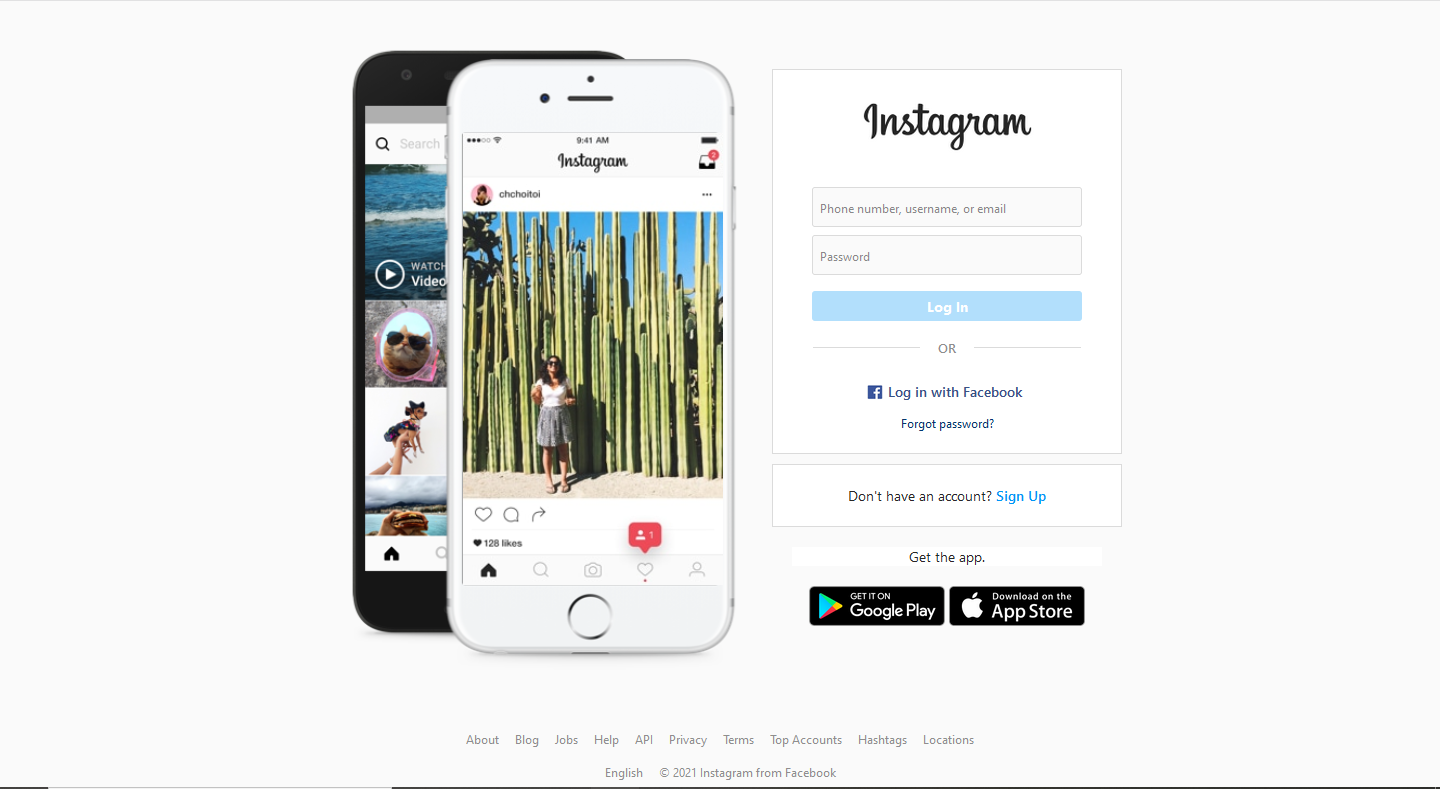 Search
WATCH
Video
9:41 AM
Instagram
2
chchoitoi
128 likes
1
Instagram
Phone number, username, or email
Password
Log In
OR
Log in with Facebook
Forgot password?
Don't have an account? Sign Up
Get the app.
GET IT ON
Google Play
Download on the
App Store
About Blog Jobs Help API Privacy Terms Top Accounts Hashtags Locations
English © 2021 Instagram from Facebook